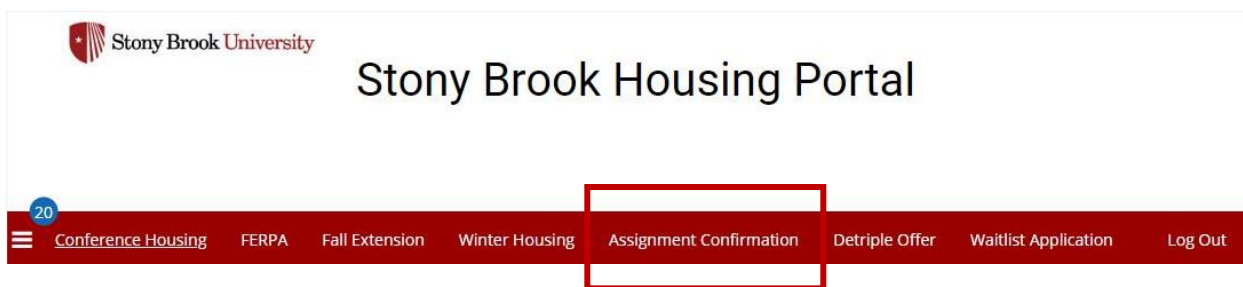 Stony Brook University
Stony Brook Housing Portal
20
Conference Housing FERPA Fall Extension Winter Housing Assignment Confirmation Detriple Offer Waitlist Application Log Out